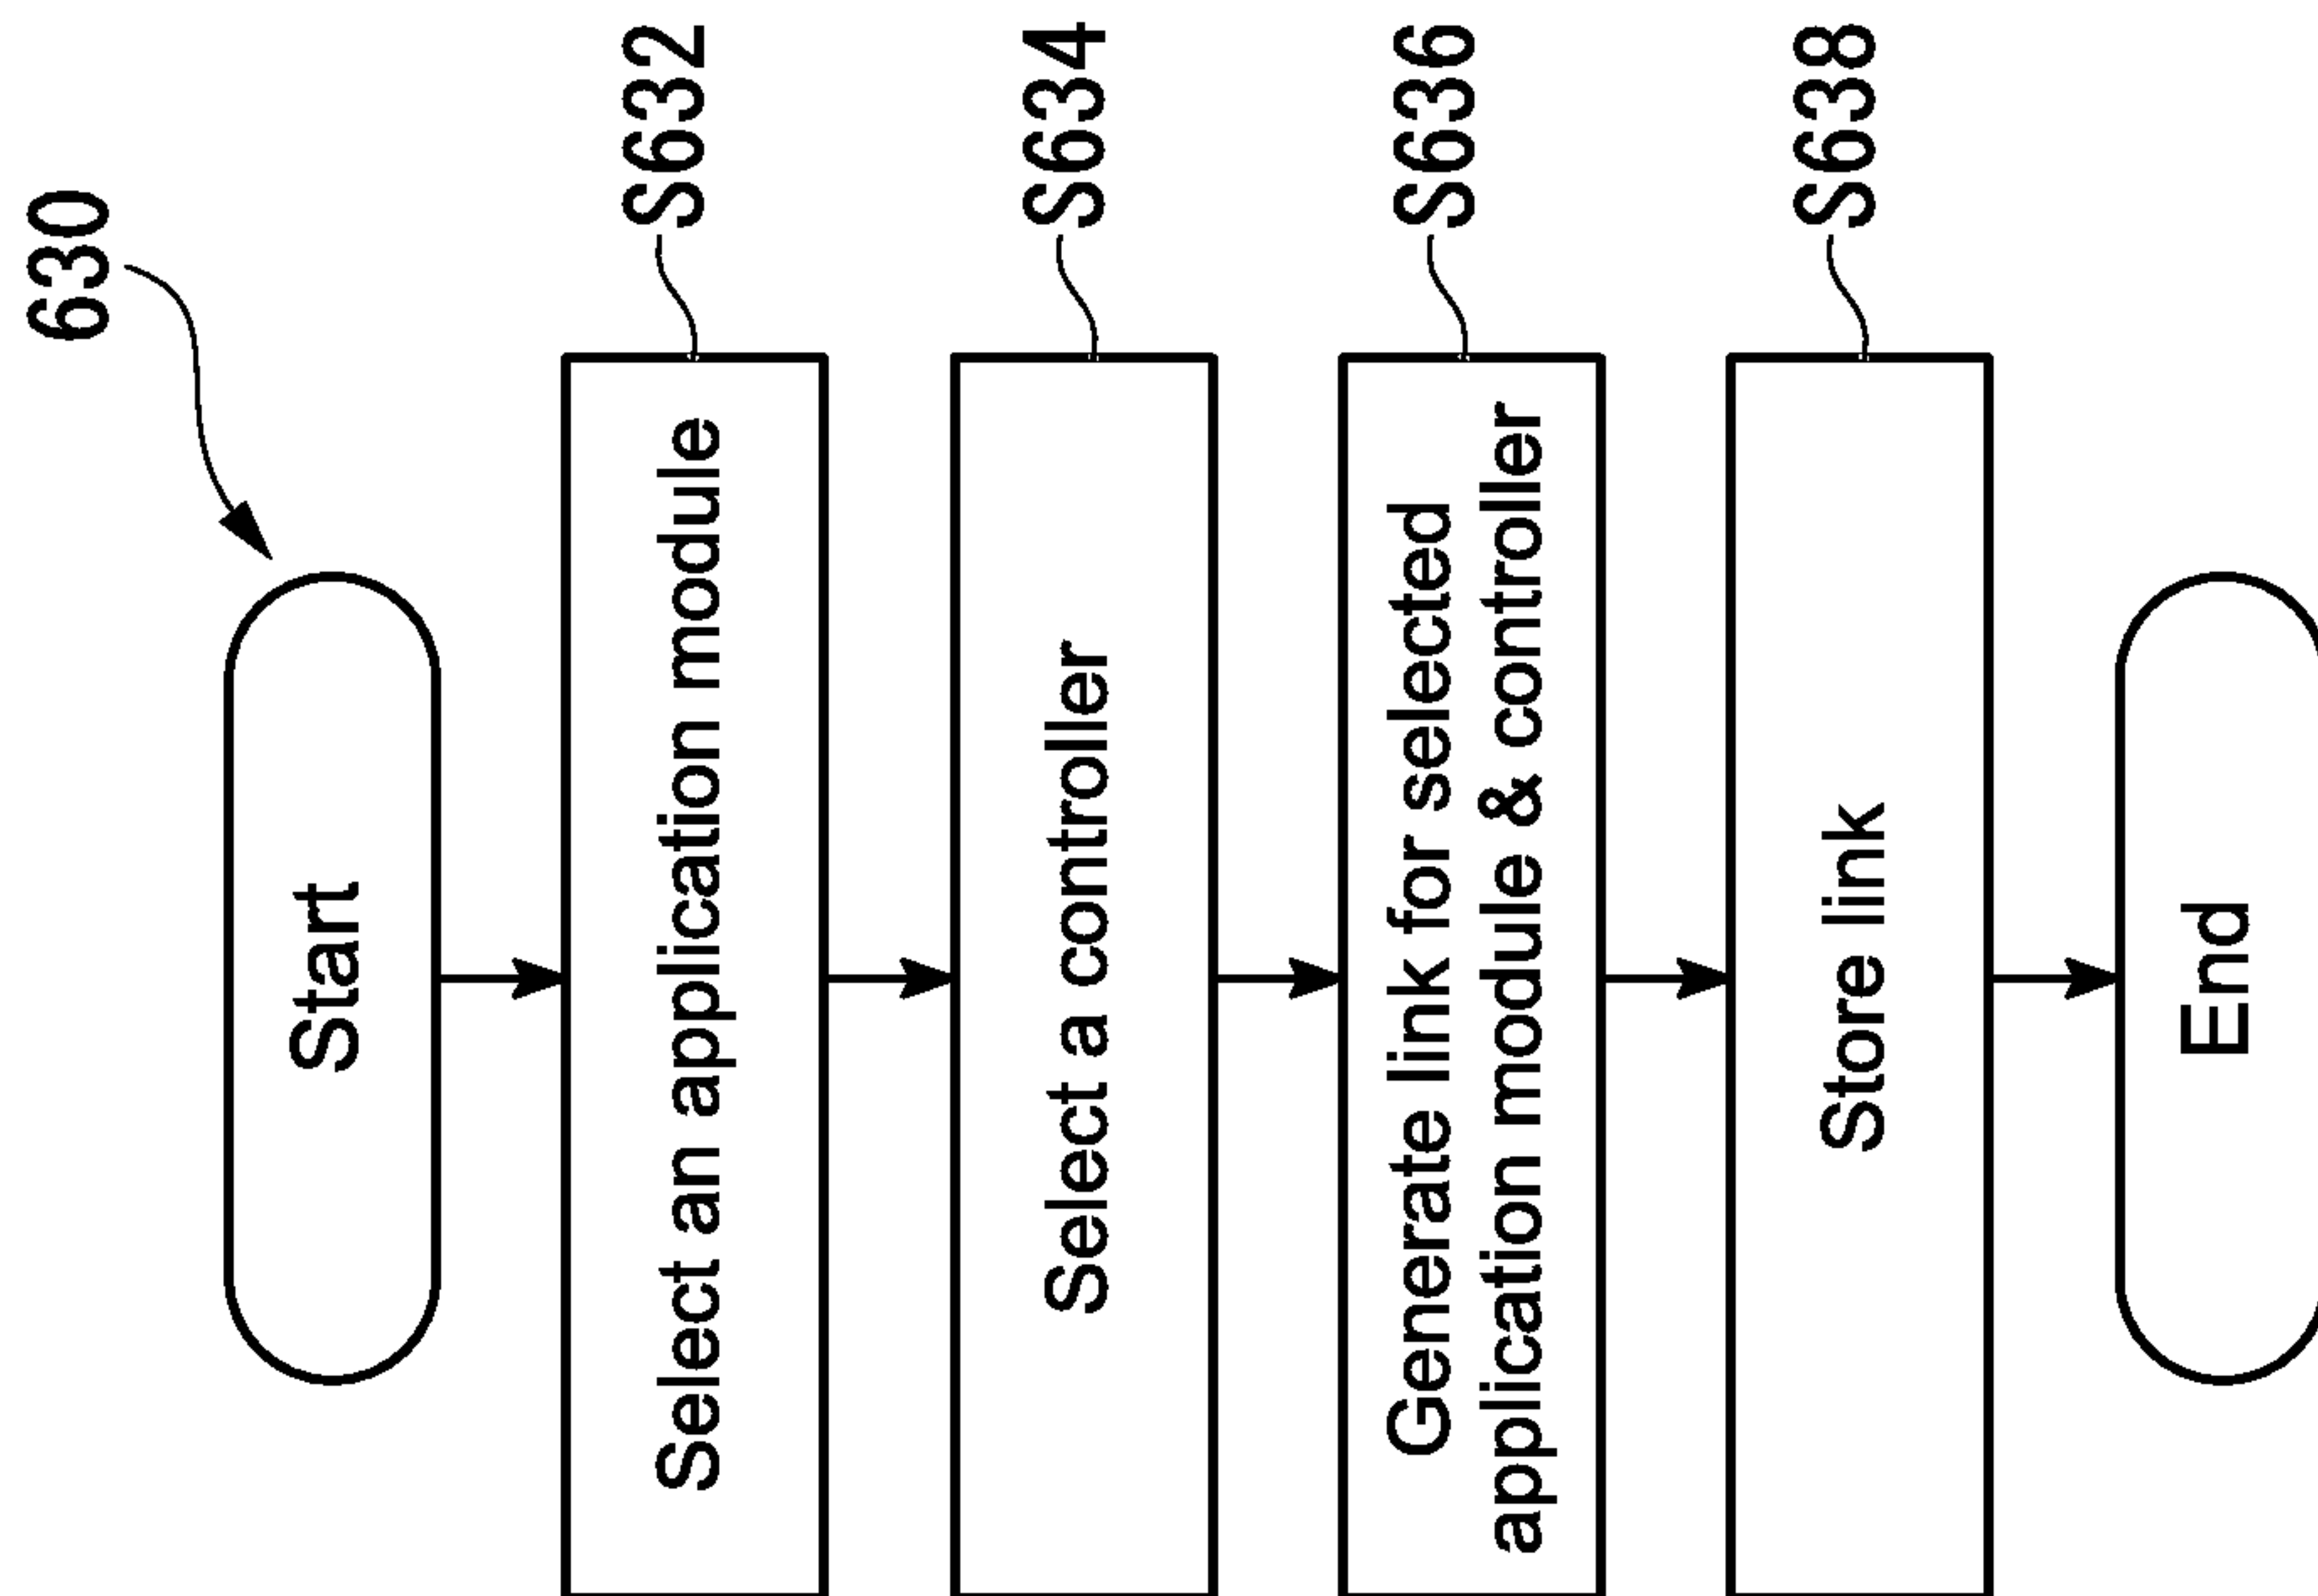 630
Start
Select an application module
S632
Select a controller
S634
Generate link for selected
application module & controller
S636
Store link
S638
End